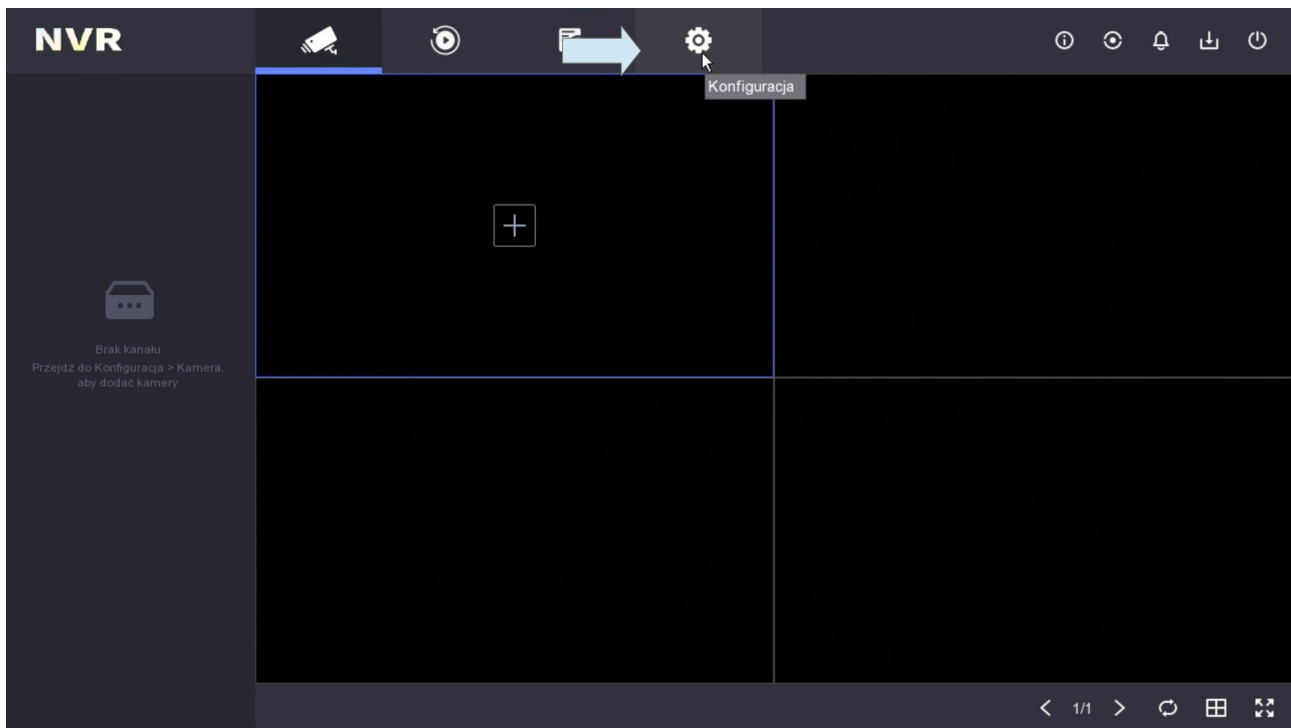 NVR
Konfiguracja
Brak kanału.
Przejdź do Konfiguracja > Kamera,
aby dodać kamery.
1/1